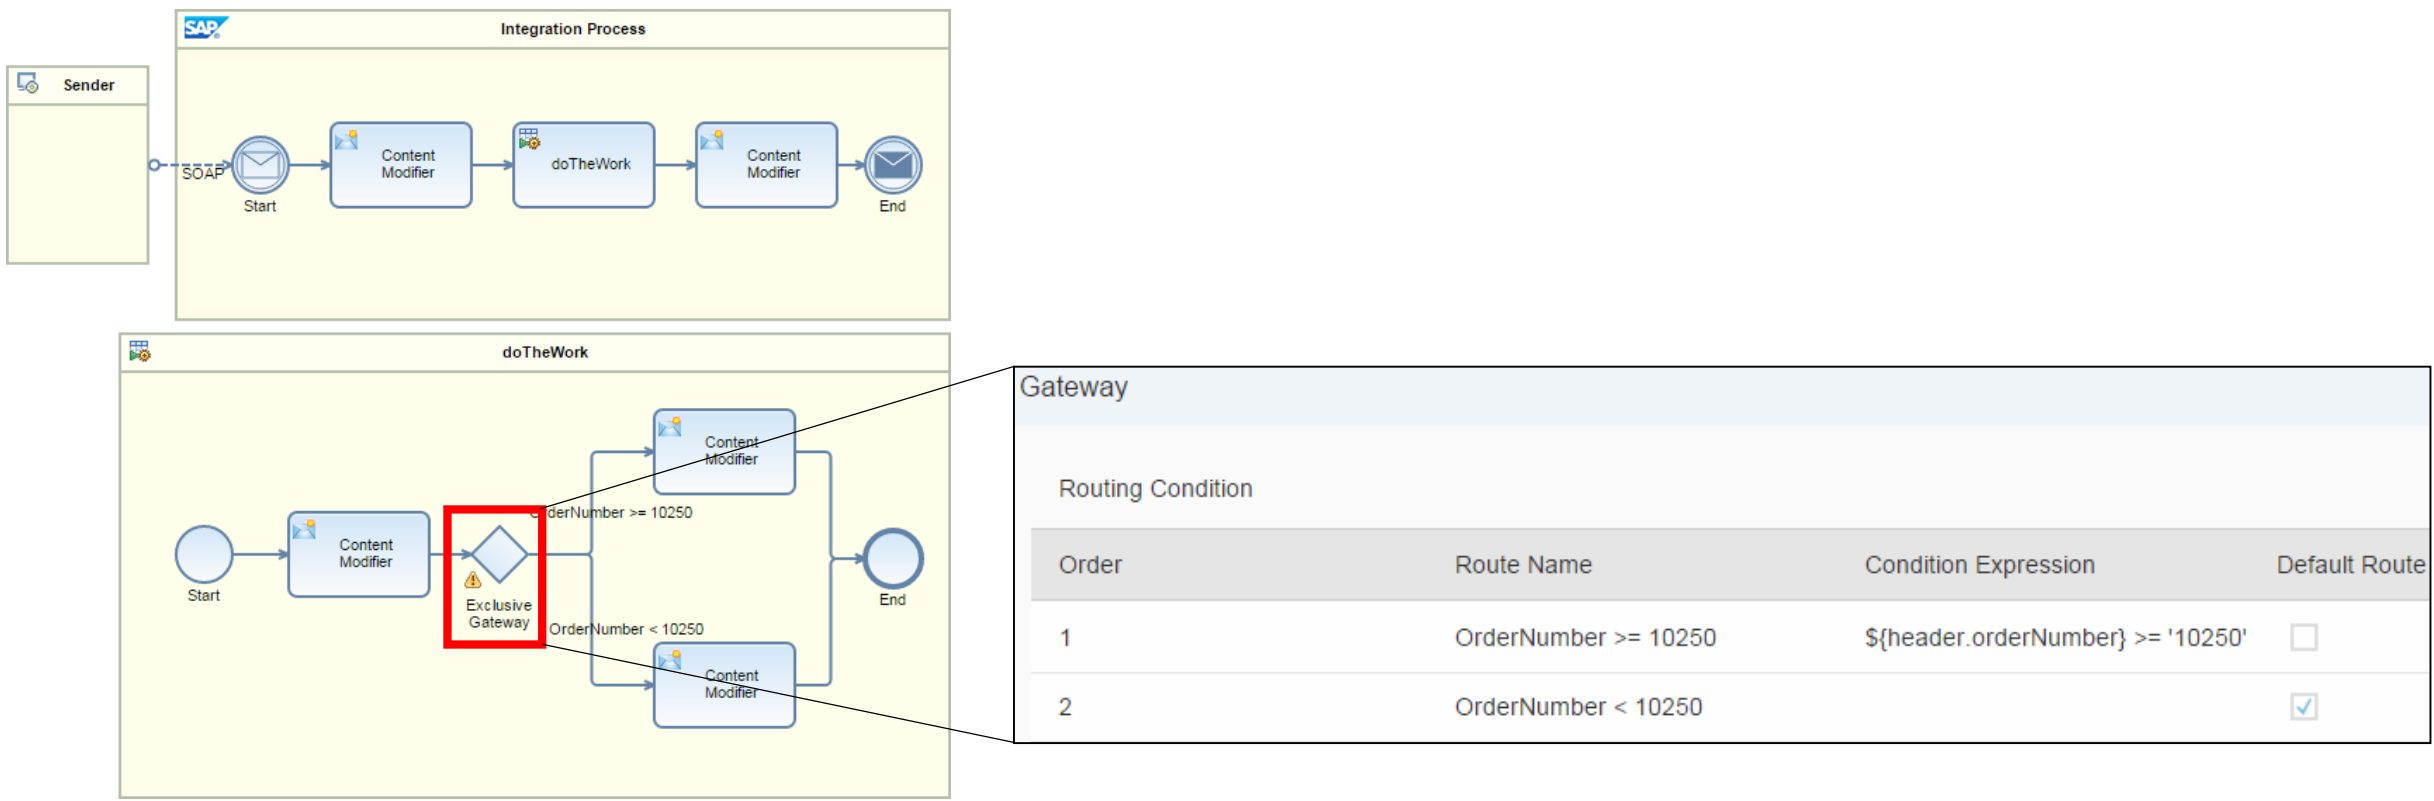 SAP
Integration Process
Sender
SOAP
Start
Content
Modifier
doTheWork
Content
Modifier
End
doTheWork
Start
Content
Modifier
Exclusive
Gateway
OrderNumber >= 10250
OrderNumber < 10250
Content
Modifier
Content
Modifier
End
Gateway
Routing Condition
Order Route Name Condition Expression Default Route
1 OrderNumber >= 10250 ${header.orderNumber} >= '10250'
2 OrderNumber < 10250